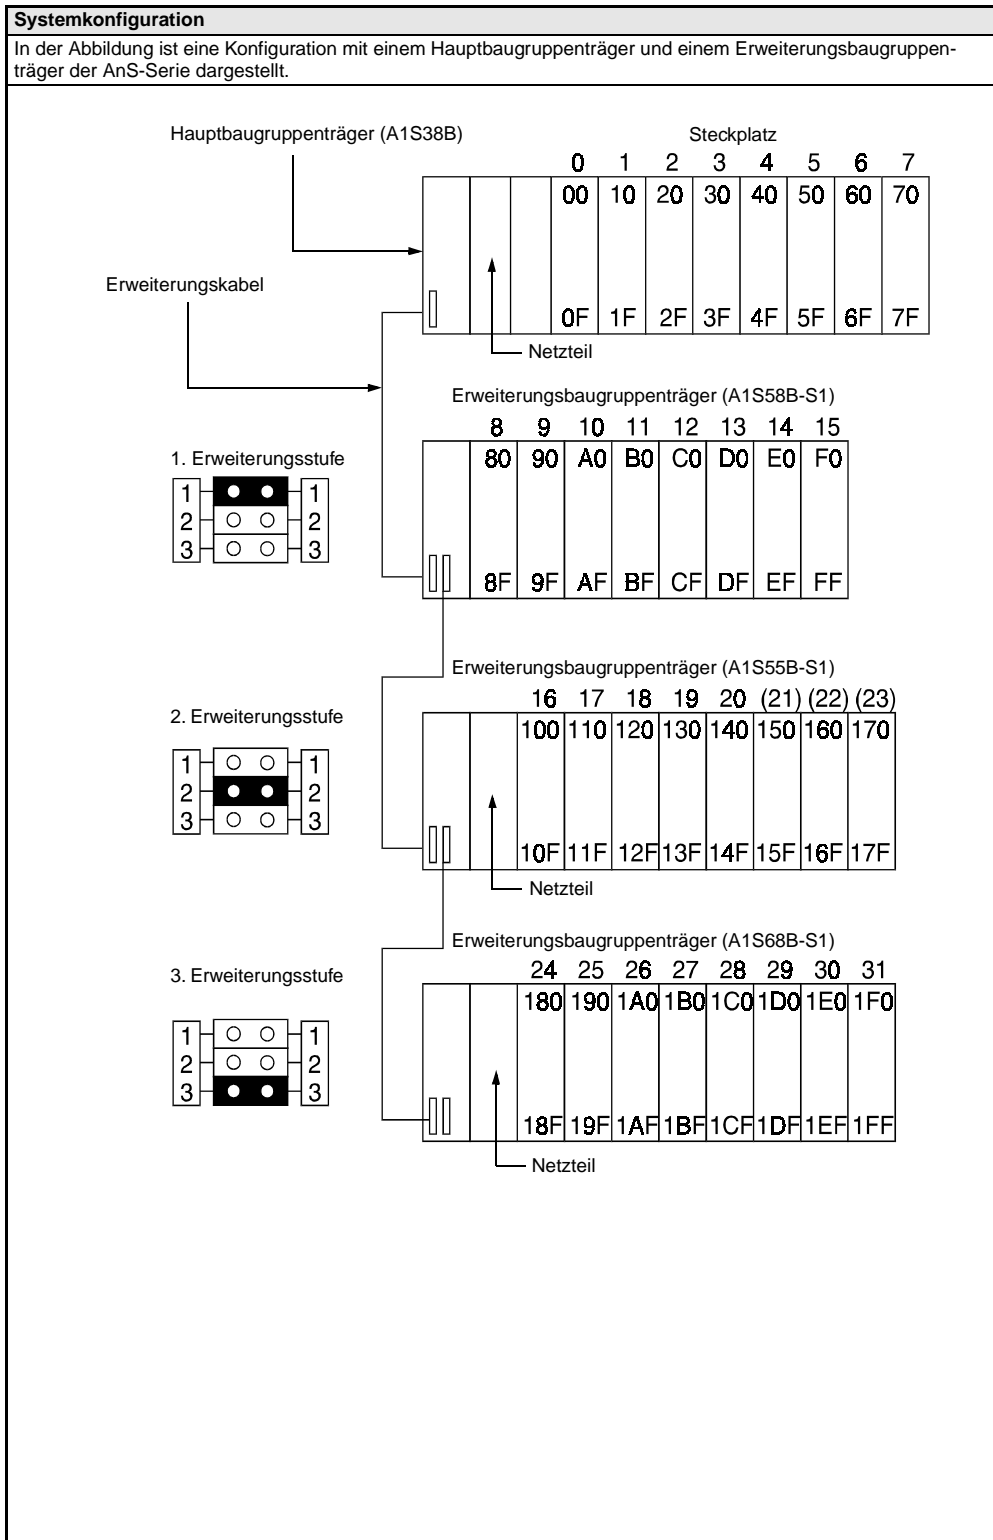 Systemkonfiguration
In der Abbildung ist eine Konfiguration mit einem Hauptbaugruppenträger und einem Erweiterungsbaugruppen-
träger der AnS-Serie dargestellt.
Hauptbaugruppenträger (A1S38B)
Steckplatz
0 1 2 3 4 5 6 7
00 10 20 30 40 50 60 70
Erweiterungskabel
0F 1F 2F 3F 4F 5F 6F 7F
Netzteil
Erweiterungsbaugruppenträger (A1S58B-S1)
8 9 10 11 12 13 14 15
80 90 A0 B0 C0 D0 E0 F0
1. Erweiterungsstufe
1 1
2 2
3 3
8F 9F AF BF CF DF EF FF
Erweiterungsbaugruppenträger (A1S55B-S1)
16 17 18 19 20 (21) (22) (23)
2. Erweiterungsstufe
100 110 120 130 140 150 160 170
1 1
2 2
3 3
10F 11F 12F 13F 14F 15F 16F 17F
Netzteil
Erweiterungsbaugruppenträger (A1S68B-S1)
24 25 26 27 28 29 30 31
3. Erweiterungsstufe
180 190 1A0 1B0 1C0 1D0 1E0 1F0
1 1
2 2
3 3
18F 19F 1AF 1BF 1CF 1DF 1EF 1FF
Netzteil